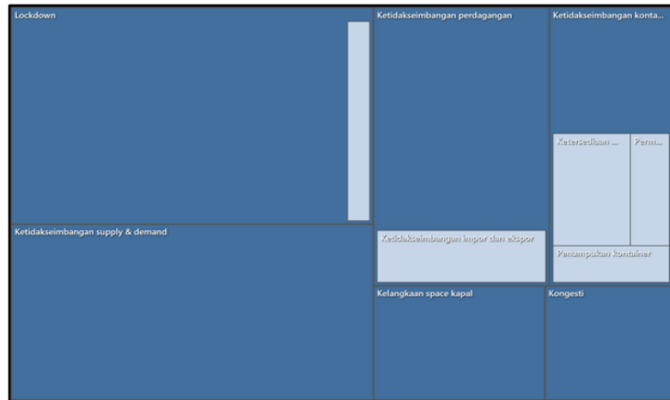 Lockdown
Ketidakseimbangan perdagangan
Ketidakseimbangan konta...
Ketersediaan ...
Perm...
Ketidakseimbangan supply & demand
Ketidakseimbangan impor dan ekspor
Penumpukan kontainer
Kelangkaan space kapal
Kongesti